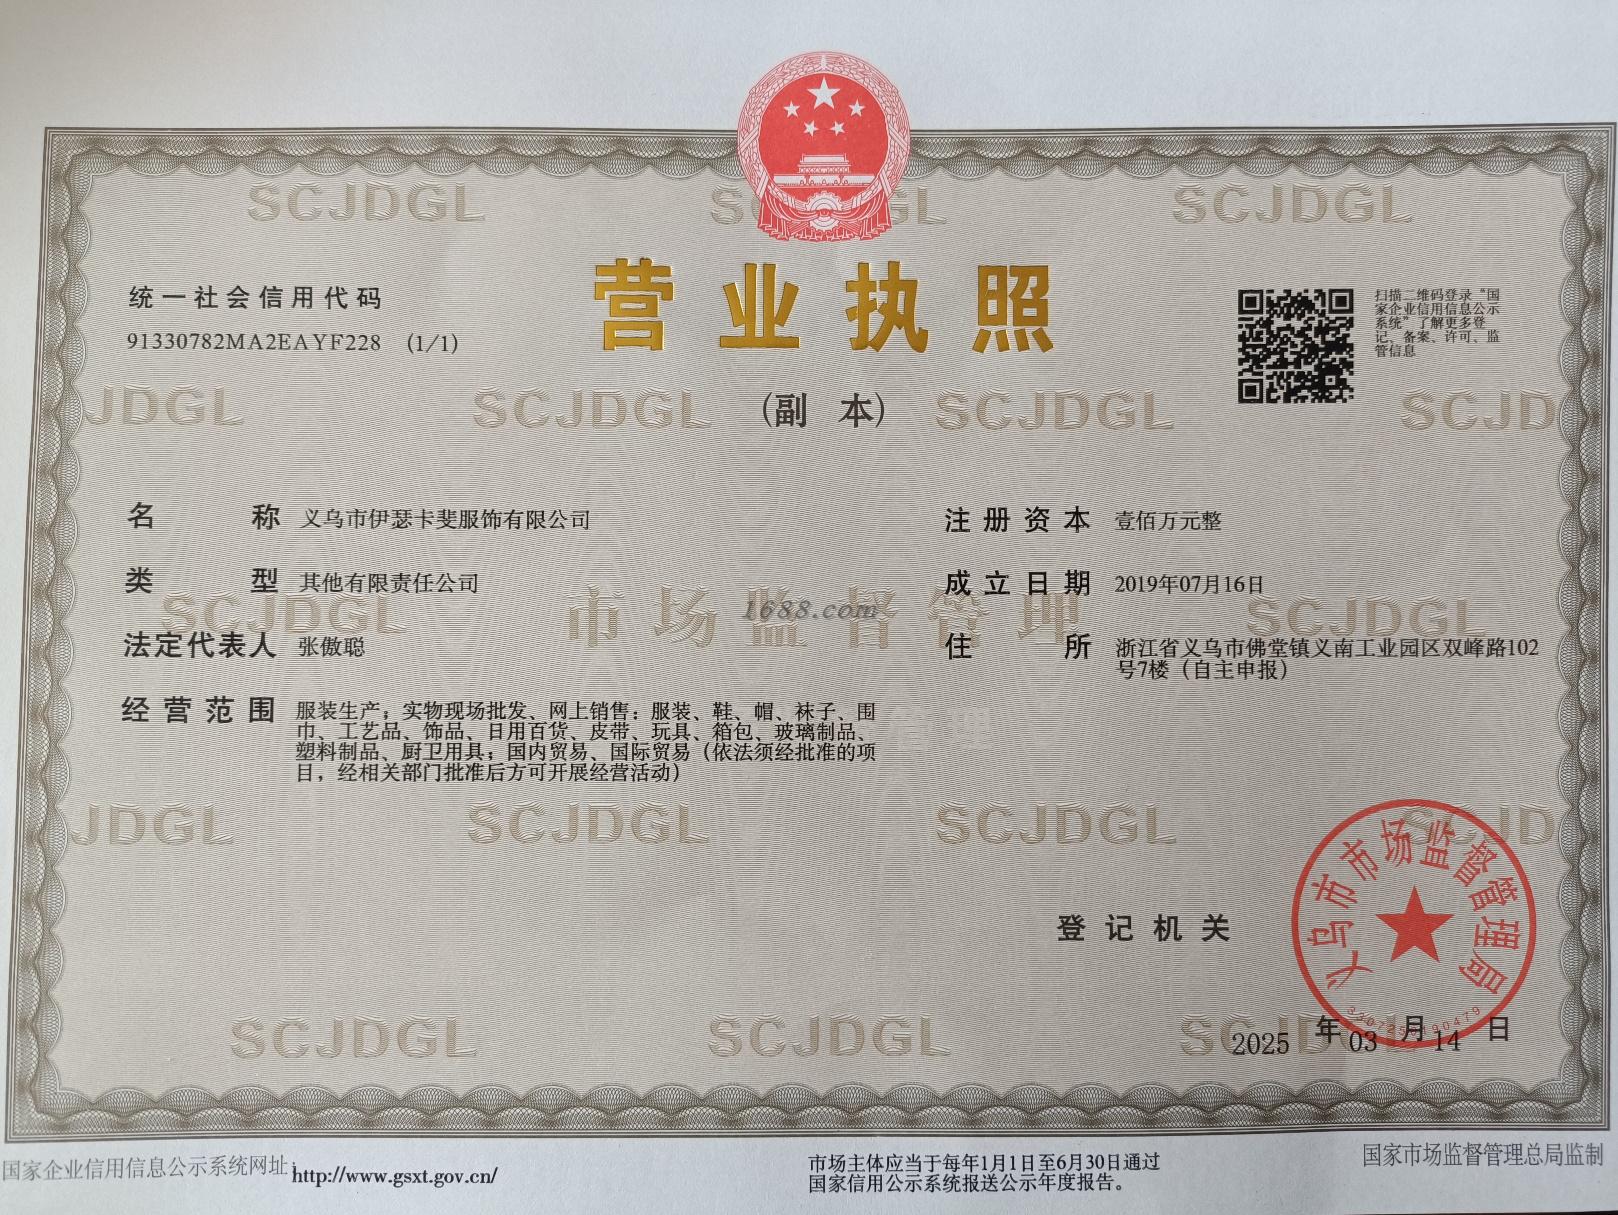 SCJDGL SCJDGL SCJDGL
营业执照
(副 本)
统一社会信用代码
91330782MA2EAYF228 (1/1)
扫描二维码登录“国
家企业信用信息公示
系统”了解更多登
记、备案、许可、监
管信息
JDGL SCJDGL SCJDGL SCJD
名 称 义乌市伊瑟卡斐服饰有限公司
类 型 其他有限责任公司
法定代表人 张傲聪
经营范围 服装生产；实物现场批发、网上销售：服装、鞋、帽、袜子、围
巾、工艺品、饰品、日用百货、皮带、玩具、箱包、玻璃制品、
塑料制品、厨卫用具；国内贸易、国际贸易（依法须经批准的项
目，经相关部门批准后方可开展经营活动）
注册资本 壹佰万元整
成立日期 2019年07月16日
住 所 浙江省义乌市佛堂镇义南工业园区双峰路102
号7楼（自主申报）
SCJDGL 市场监督管理 SCJDGL
1688.com
管理
JDGL SCJDGL SCJDGL SCJD
登记机关
义乌市市场监督管理局
2025 年 03 月 14 日
SCJDGL SCJDGL SCJDGL
国家企业信用信息公示系统网址：http://www.gsxt.gov.cn/
市场主体应当于每年1月1日至6月30日通过
国家信用公示系统报送公示年度报告。
国家市场监督管理总局监制